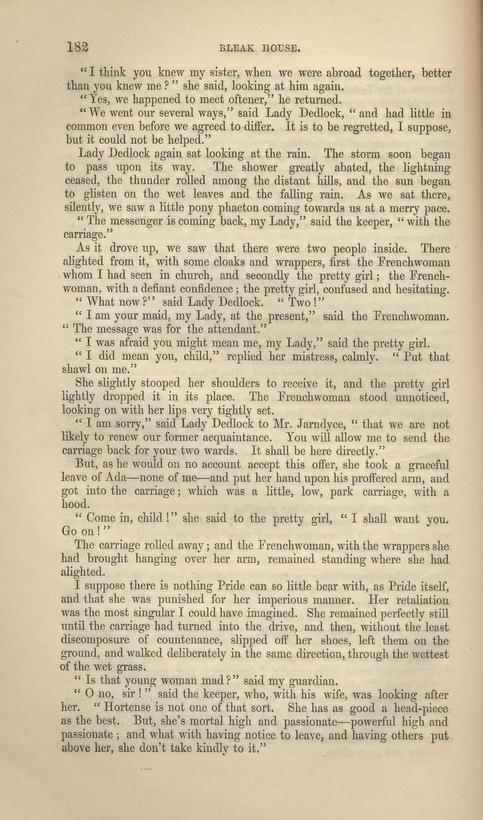 182 BLEAK HOUSE.
"I think you knew my sister, when we were abroad together, better
than you knew me?" she said, looking at him again.
"Yes, we happened to meet oftener," he returned.
"We went our several ways," said Lady Dedlock, "and had little in
common even before we agreed to differ. It is to be regretted, I suppose,
but it could not be helped."
Lady Dedlock again sat looking at the rain. The storm soon began
to pass upon its way. The shower greatly abated, the lightning
ceased, the thunder rolled among the distant hills, and the sun began
to glisten on the wet leaves and the falling rain. As we sat there,
silently, we saw a little pony phaeton coming towards us at a merry pace.
"The messenger is coming back, my Lady," said the keeper, "with the
carriage."
As it drove up, we saw that there were two people inside. There
alighted from it, with some cloaks and wrappers, first the Frenchwoman
whom I had seen in church, and secondly the pretty girl; the French-
woman, with a defiant confidence; the pretty girl, confused and hesitating.
"What now?" said Lady Dedlock. "Two!"
"I am your maid, my Lady, at the present," said the Frenchwoman.
"The message was for the attendant."
"I was afraid you might mean me, my Lady," said the pretty girl.
"I did mean you, child," replied her mistress, calmly. "Put that
shawl on me."
She slightly stooped her shoulders to receive it, and the pretty girl
lightly dropped it in its place. The Frenchwoman stood unnoticed,
looking on with her lips very tightly set.
"I am sorry," said Lady Dedlock to Mr. Jarndyce, "that we are not
likely to renew our former acquaintance. You will allow me to send the
carriage back for your two wards. It shall be here directly."
But, as he would on no account accept this offer, she took a graceful
leave of Ada—none of me—and put her hand upon his proffered arm, and
got into the carriage; which was a little, low, park carriage, with a
hood.
"Come in, child!" she said to the pretty girl, "I shall want you.
Go on!"
The carriage rolled away; and the Frenchwoman, with the wrappers she
had brought hanging over her arm, remained standing where she had
alighted.
I suppose there is nothing Pride can so little bear with, as Pride itself,
and that she was punished for her imperious manner. Her retaliation
was the most singular I could have imagined. She remained perfectly still
until the carriage had turned into the drive, and then, without the least
discomposure of countenance, slipped off her shoes, left them on the
ground, and walked deliberately in the same direction, through the wettest
of the wet grass.
"Is that young woman mad?" said my guardian.
"O no, sir!" said the keeper, who, with his wife, was looking after
her. "Hortense is not one of that sort. She has as good a head-piece
as the best. But, she's mortal high and passionate—powerful high and
passionate; and what with having notice to leave, and having others put
above her, she don't take kindly to it."